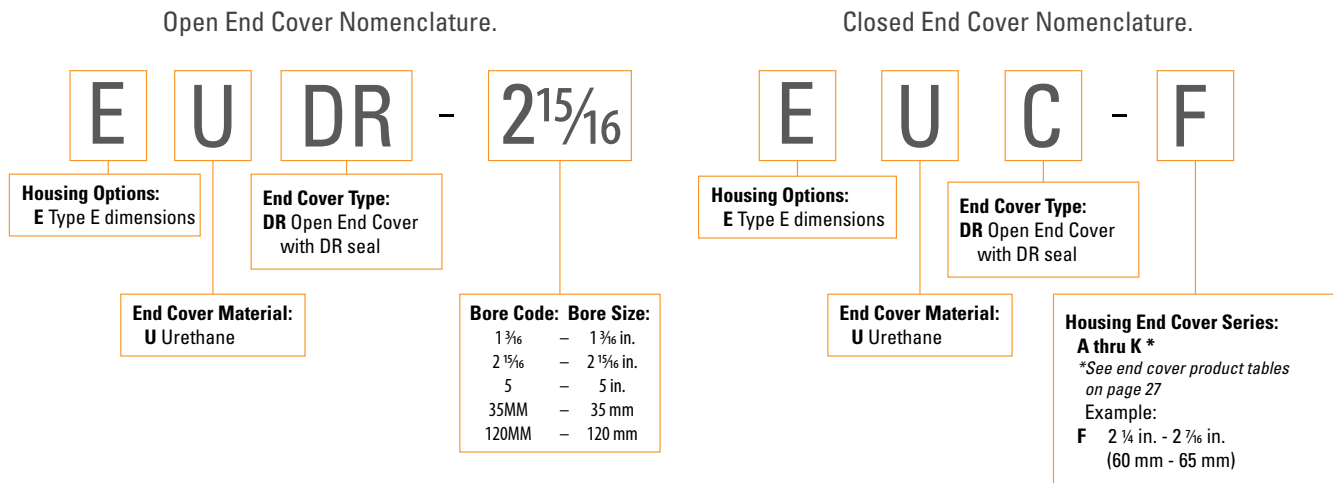 Open End Cover Nomenclature.
E U DR - 2 15/16
Housing Options:
E Type E dimensions
End Cover Type:
DR Open End Cover
with DR seal
End Cover Material:
U Urethane
Bore Code: Bore Size:
1 3/16 – 1 3/16 in.
2 15/16 – 2 15/16 in.
5 – 5 in.
35MM – 35 mm
120MM – 120 mm
Closed End Cover Nomenclature.
E U C - F
Housing Options:
E Type E dimensions
End Cover Type:
DR Open End Cover
with DR seal
End Cover Material:
U Urethane
Housing End Cover Series:
A thru K *
*See end cover product tables
on page 27
Example:
F 2 ¼ in. - 2 7/16 in.
(60 mm - 65 mm)